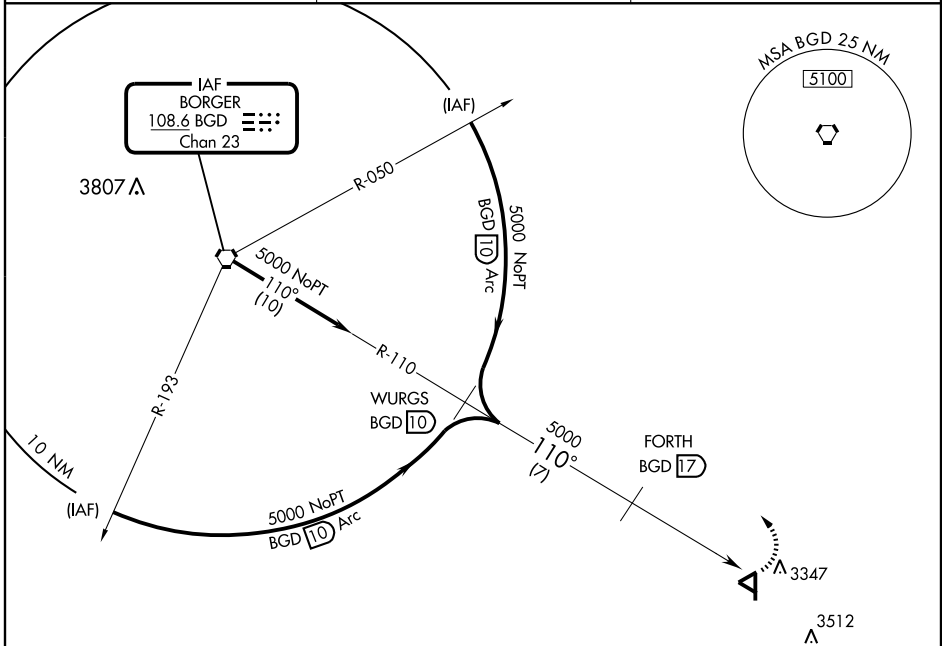 MSA BGD 25 NM
5100
IAF
BORGER
108.6 BGD
Chan 23
(IAF)
3807
R-050
5000 NoPT
BGD 10 Arc
5000 NoPT
110°
(10)
R-110
R-193
WURGS
BGD 10
5000
110°
(7)
FORTH
BGD 17
10 NM
(IAF)
5000 NoPT
BGD 10 Arc
3347
3512